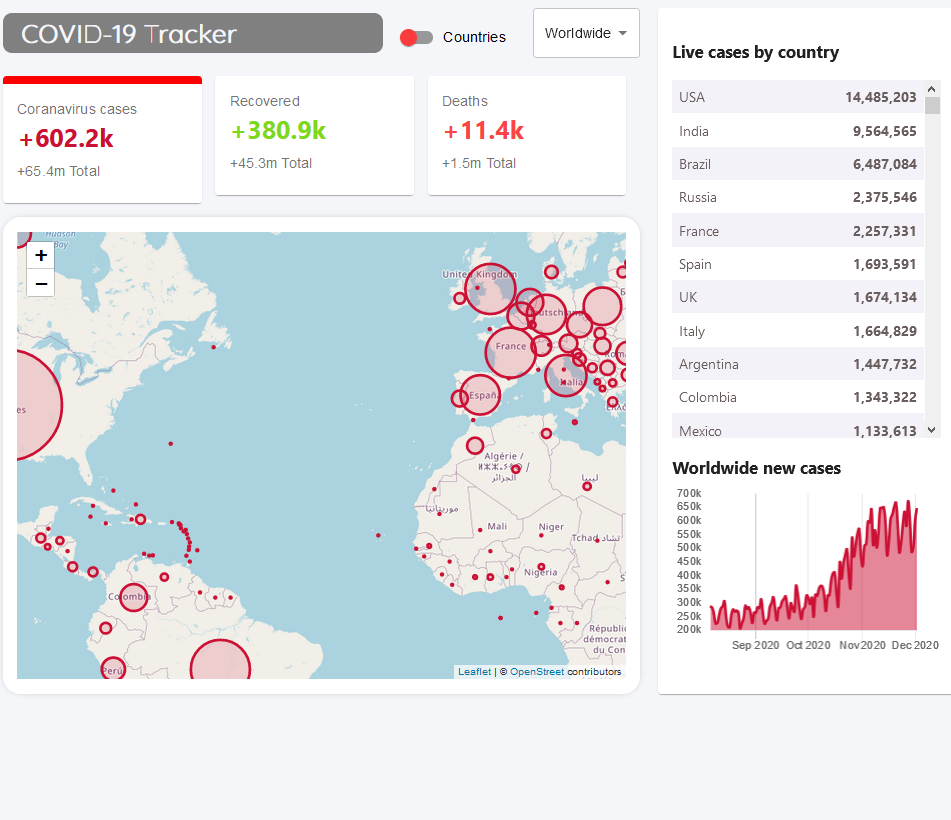 COVID-19 Tracker
Countries
Worldwide
Coranavirus cases
+602.2k
+65.4m Total
Recovered
+380.9k
+45.3m Total
Deaths
+11.4k
+1.5m Total
Hudson
Bay
+
−
United Kingdom
France
España
Italia
Algérie /
الجزائر
ليبيا
موريتانيا
Mali
Niger
Tchad تشاد
Nigeria
Colombia
Perú
Républi
démocrat
du Con
Leaflet | © OpenStreet contributors
Live cases by country
USA 14,485,203
India 9,564,565
Brazil 6,487,084
Russia 2,375,546
France 2,257,331
Spain 1,693,591
UK 1,674,134
Italy 1,664,829
Argentina 1,447,732
Colombia 1,343,322
Mexico 1,133,613
Worldwide new cases
700k
650k
600k
550k
500k
450k
400k
350k
300k
250k
200k
Sep 2020 Oct 2020 Nov 2020 Dec 2020